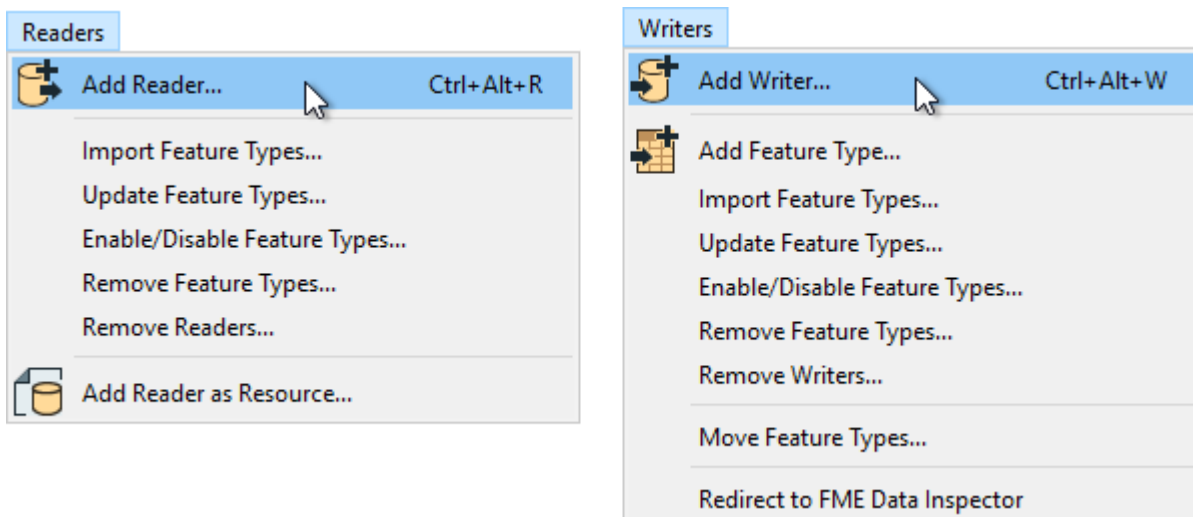 Readers
Add Reader... Ctrl+Alt+R
Import Feature Types...
Update Feature Types...
Enable/Disable Feature Types...
Remove Feature Types...
Remove Readers...
Add Reader as Resource...
Writers
Add Writer... Ctrl+Alt+W
Add Feature Type...
Import Feature Types...
Update Feature Types...
Enable/Disable Feature Types...
Remove Feature Types...
Remove Writers...
Move Feature Types...
Redirect to FME Data Inspector